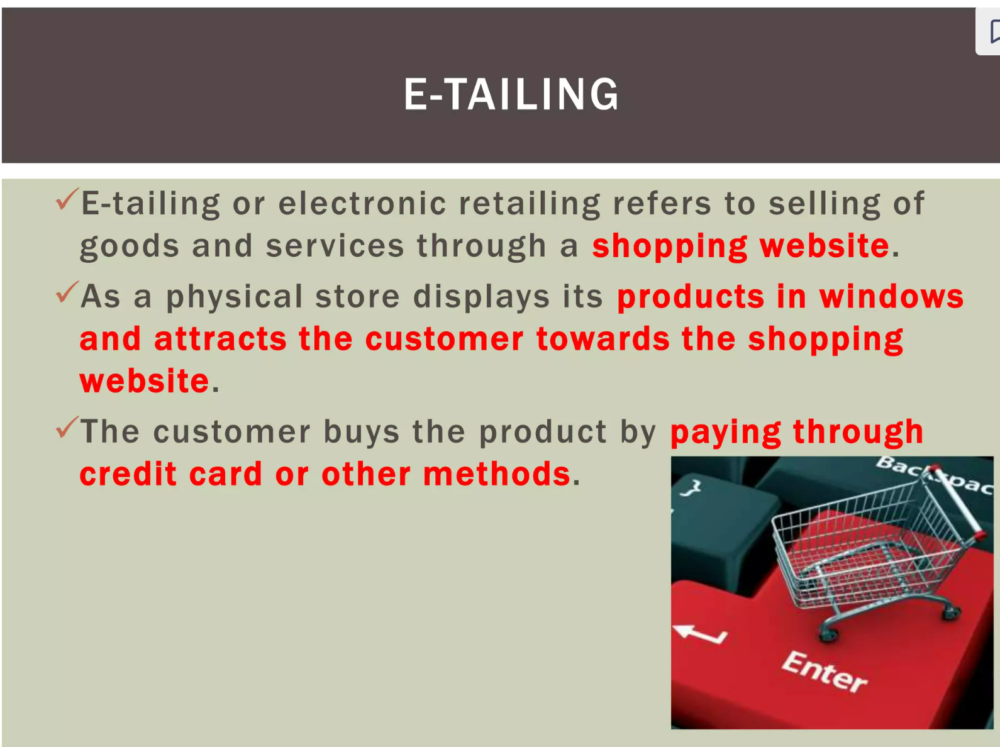 E-TAILING
✓E-tailing or electronic retailing refers to selling of
goods and services through a shopping website.
✓As a physical store displays its products in windows
and attracts the customer towards the shopping
website.
✓The customer buys the product by paying through
credit card or other methods.
Backspac
}
Enter